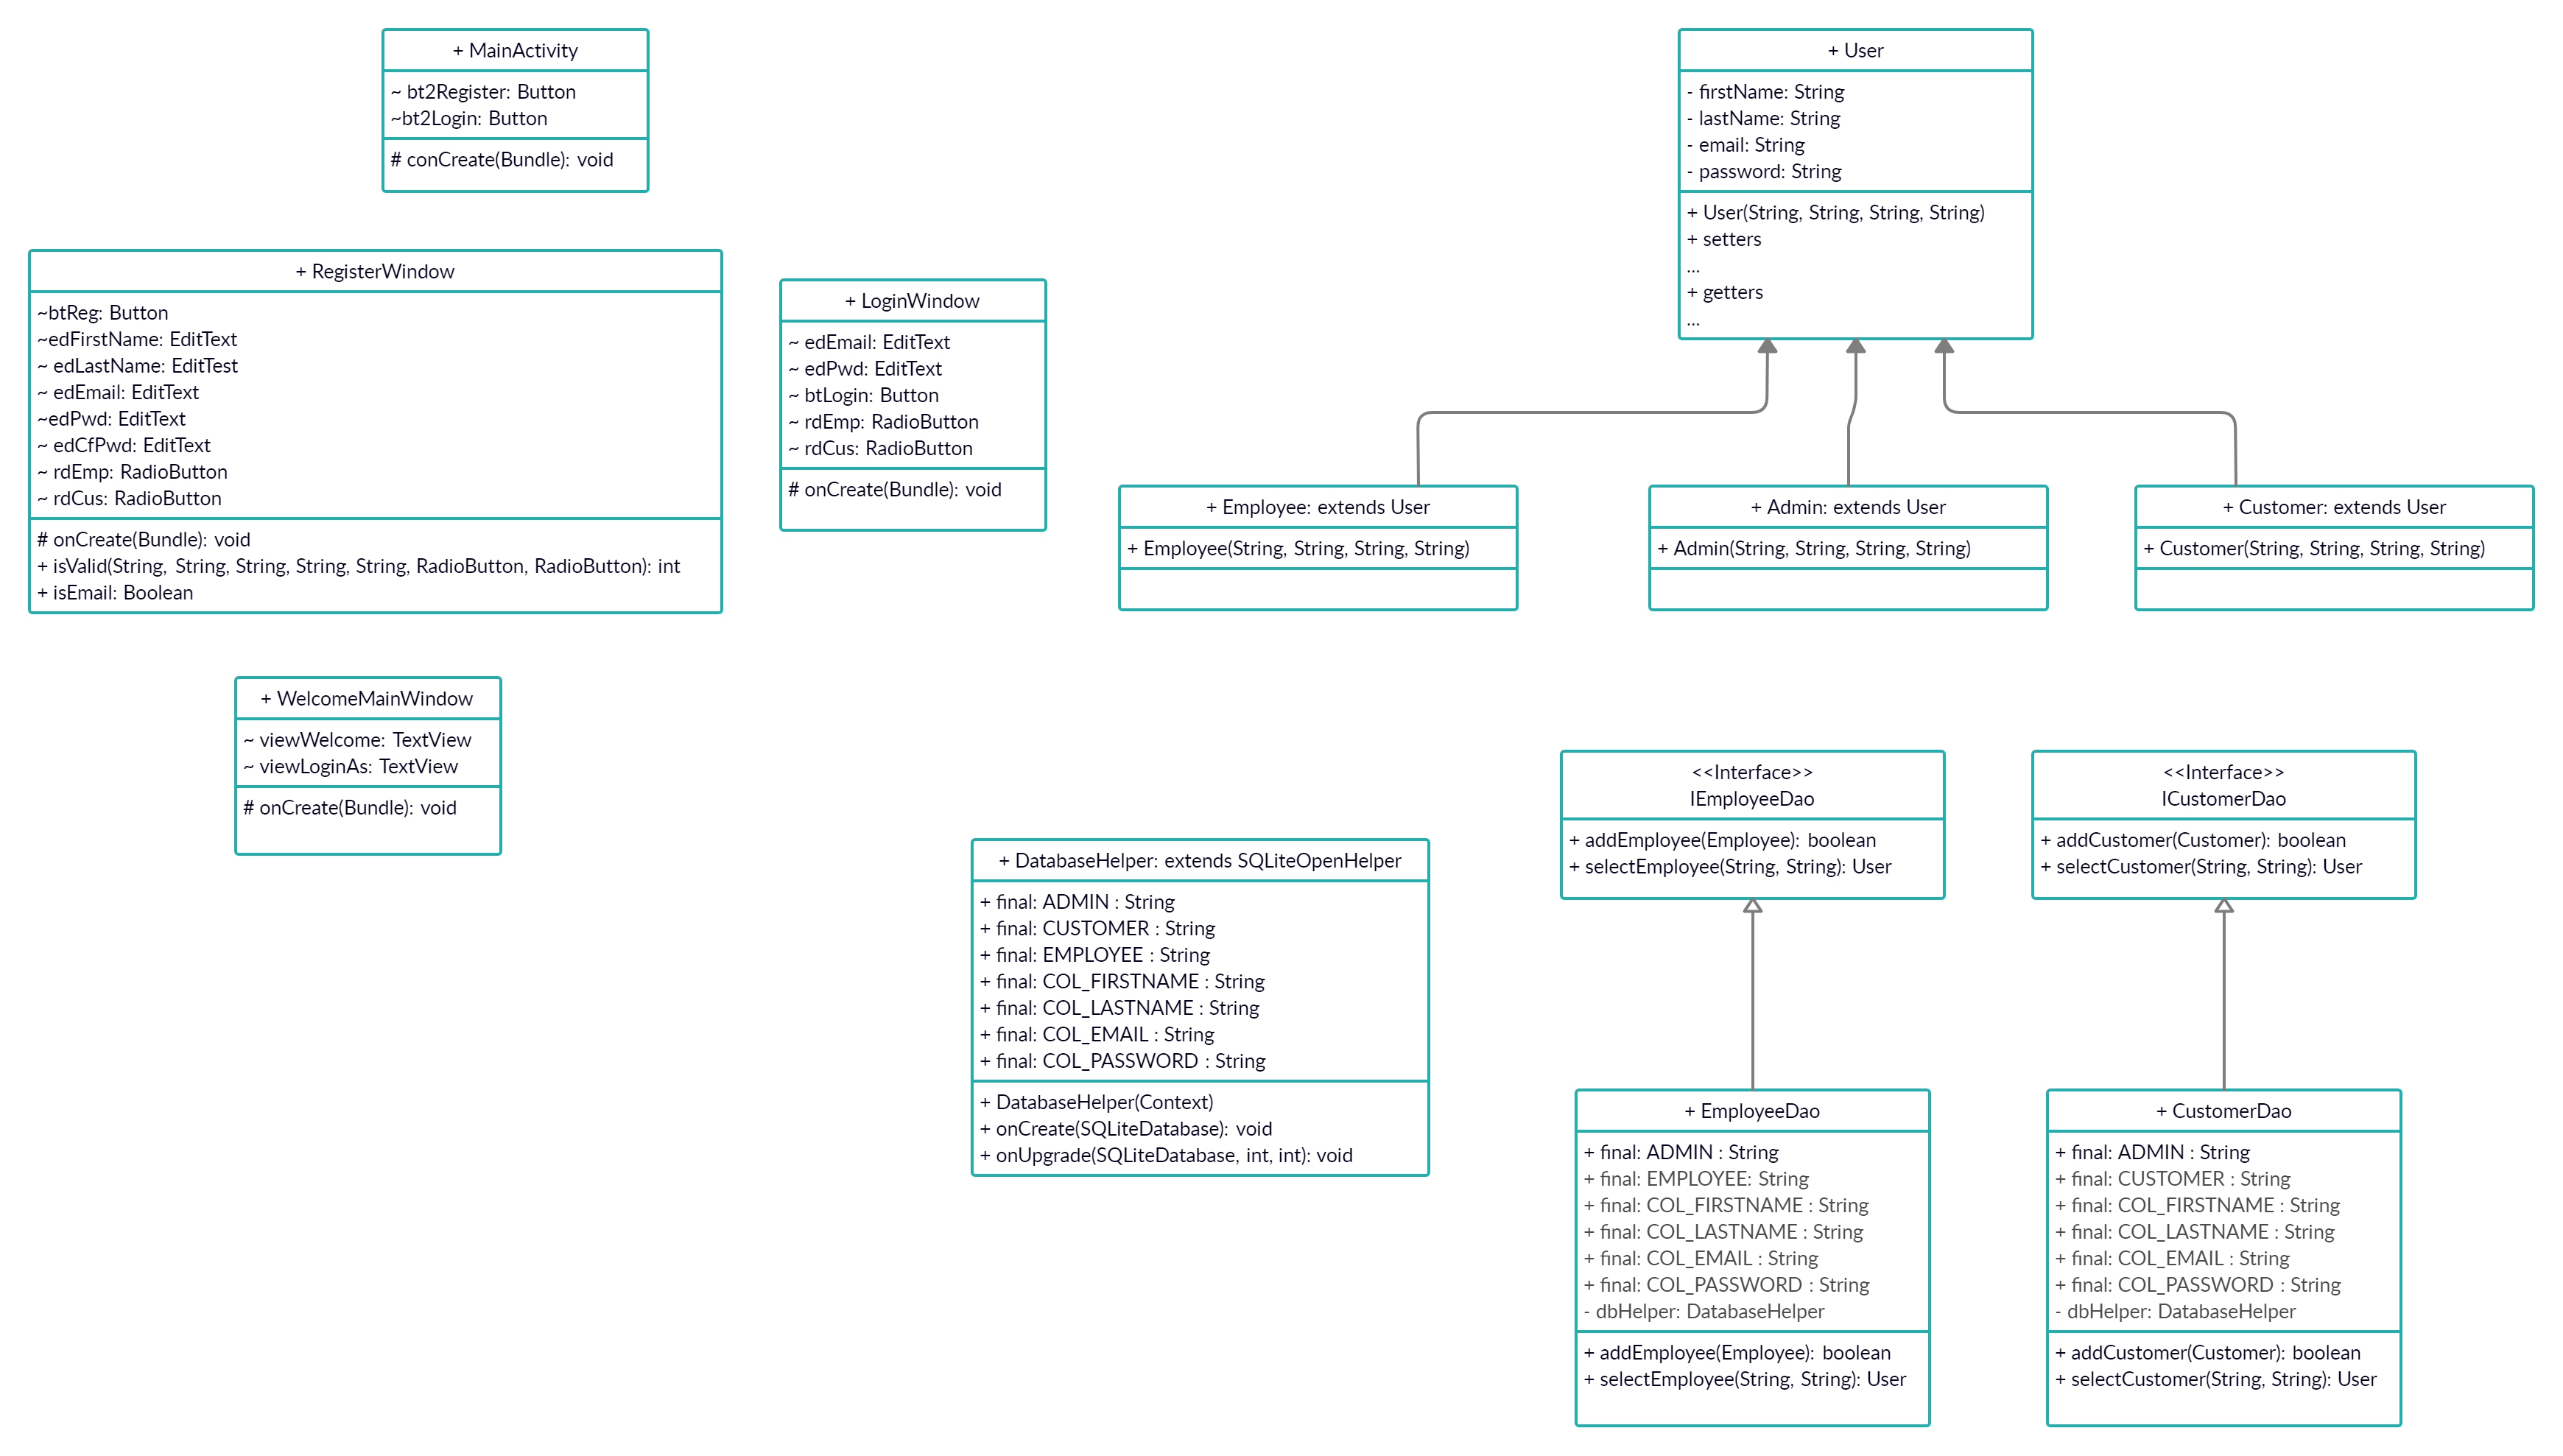 + MainActivity
~ bt2Register: Button
~bt2Login: Button
# conCreate(Bundle): void
+ User
- firstName: String
- lastName: String
- email: String
- password: String
+ User(String, String, String, String)
+ setters
...
+ getters
...
+ RegisterWindow
~btReg: Button
~edFirstName: EditText
~ edLastName: EditTest
~ edEmail: EditText
~edPwd: EditText
~ edCfPwd: EditText
~ rdEmp: RadioButton
~ rdCus: RadioButton
# onCreate(Bundle): void
+ isValid(String, String, String, String, String, RadioButton, RadioButton): int
+ isEmail: Boolean
+ LoginWindow
~ edEmail: EditText
~ edPwd: EditText
~ btLogin: Button
~ rdEmp: RadioButton
~ rdCus: RadioButton
# onCreate(Bundle): void
+ Employee: extends User
+ Employee(String, String, String, String)
+ Admin: extends User
+ Admin(String, String, String, String)
+ Customer: extends User
+ Customer(String, String, String, String)
+ WelcomeMainWindow
~ viewWelcome: TextView
~ viewLoginAs: TextView
# onCreate(Bundle): void
+ DatabaseHelper: extends SQLiteOpenHelper
+ final: ADMIN : String
+ final: CUSTOMER : String
+ final: EMPLOYEE : String
+ final: COL_FIRSTNAME : String
+ final: COL_LASTNAME : String
+ final: COL_EMAIL : String
+ final: COL_PASSWORD : String
+ DatabaseHelper(Context)
+ onCreate(SQLiteDatabase): void
+ onUpgrade(SQLiteDatabase, int, int): void
<<Interface>>
IEmployeeDao
+ addEmployee(Employee): boolean
+ selectEmployee(String, String): User
<<Interface>>
ICustomerDao
+ addCustomer(Customer): boolean
+ selectCustomer(String, String): User
+ EmployeeDao
+ final: ADMIN : String
+ final: EMPLOYEE: String
+ final: COL_FIRSTNAME : String
+ final: COL_LASTNAME : String
+ final: COL_EMAIL : String
+ final: COL_PASSWORD : String
- dbHelper: DatabaseHelper
+ addEmployee(Employee): boolean
+ selectEmployee(String, String): User
+ CustomerDao
+ final: ADMIN : String
+ final: CUSTOMER : String
+ final: COL_FIRSTNAME : String
+ final: COL_LASTNAME : String
+ final: COL_EMAIL : String
+ final: COL_PASSWORD : String
- dbHelper: DatabaseHelper
+ addCustomer(Customer): boolean
+ selectCustomer(String, String): User